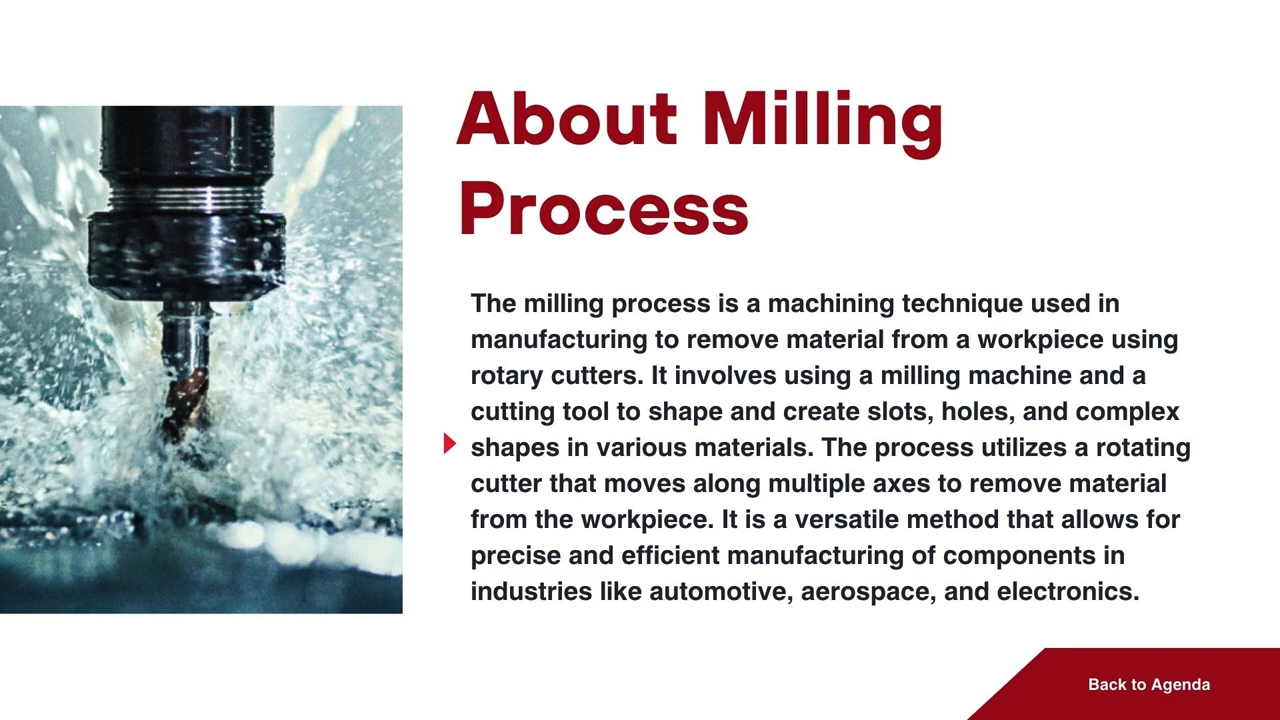 About Milling
Process
The milling process is a machining technique used in
manufacturing to remove material from a workpiece using
rotary cutters. It involves using a milling machine and a
cutting tool to shape and create slots, holes, and complex
shapes in various materials. The process utilizes a rotating
cutter that moves along multiple axes to remove material
from the workpiece. It is a versatile method that allows for
precise and efficient manufacturing of components in
industries like automotive, aerospace, and electronics.
Back to Agenda